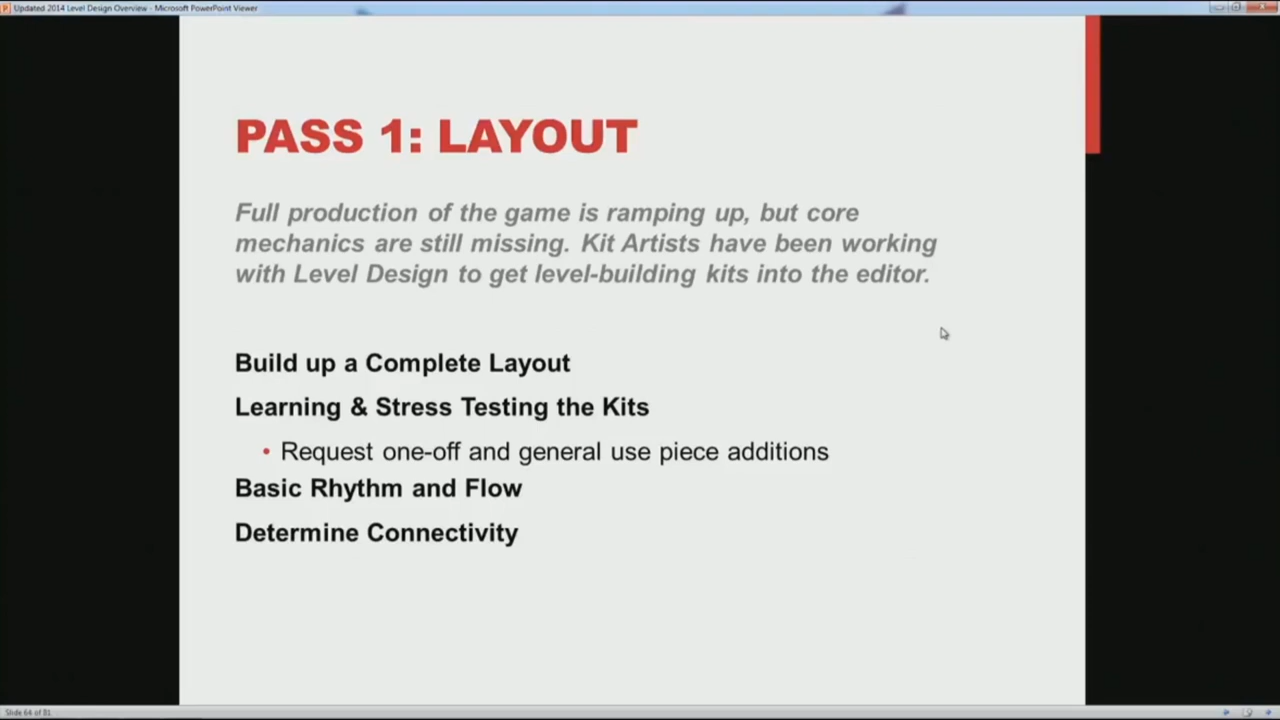 Updated 2014 Level Design Overview - Microsoft PowerPoint Viewer
PASS 1: LAYOUT
Full production of the game is ramping up, but core
mechanics are still missing. Kit Artists have been working
with Level Design to get level-building kits into the editor.
Build up a Complete Layout
Learning & Stress Testing the Kits
• Request one-off and general use piece additions
Basic Rhythm and Flow
Determine Connectivity
Slide 64 of 81